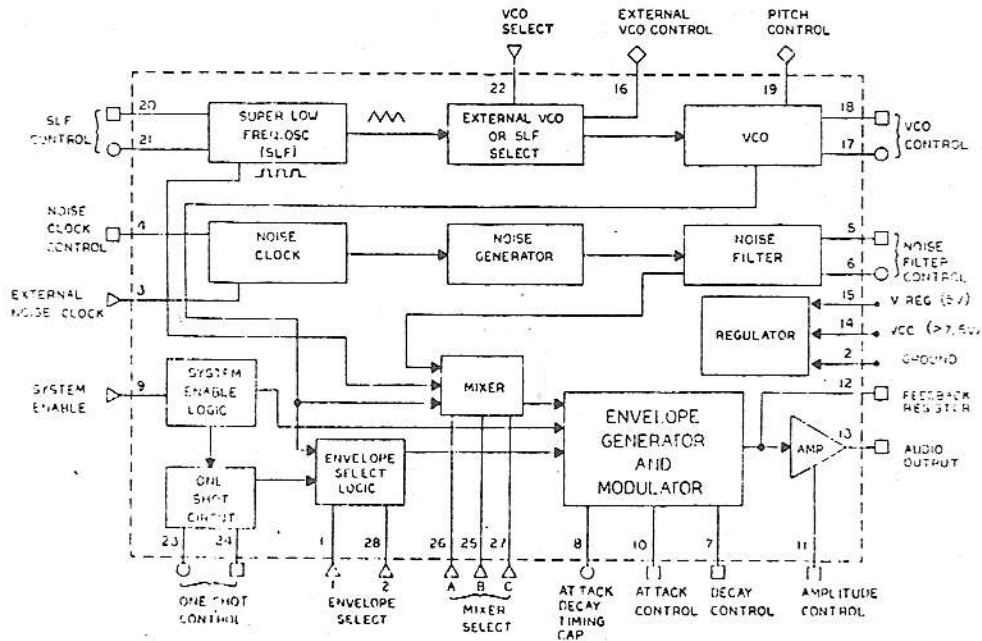 VCO
SELECT
EXTERNAL
VCO CONTROL
PITCH
CONTROL
22
16
19
20
21
SLF
CONTROL
SUPER LOW
FREQ. OSC
(SLF)
EXTERNAL VCO
OR SLF
SELECT
VCO
18
17
VCO
CONTROL
NOISE
CLOCK
CONTROL
4
NOISE
CLOCK
NOISE
GENERATOR
NOISE
FILTER
5
6
NOISE
FILTER
CONTROL
EXTERNAL
NOISE CLOCK
3
REGULATOR
15
V REG (5V)
14
VCC (≥7,5V)
2
GROUND
SYSTEM
ENABLE
9
SYSTEM
ENABLE
LOGIC
MIXER
12
FEEDBACK
ENVELOPE
GENERATOR
AND
MODULATOR
AMP
13
AUDIO
OUTPUT
ONE
SHOT
CIRCUIT
ENVELOPE
SELECT
LOGIC
23
24
1
28
26
25
27
8
10
7
11
1
2
A
B
C
ONE SHOT
CONTROL
ENVELOPE
SELECT
MIXER
SELECT
ATTACK
DECAY
TIMING
CAP
ATTACK
CONTROL
DECAY
CONTROL
AMPLITUDE
CONTROL